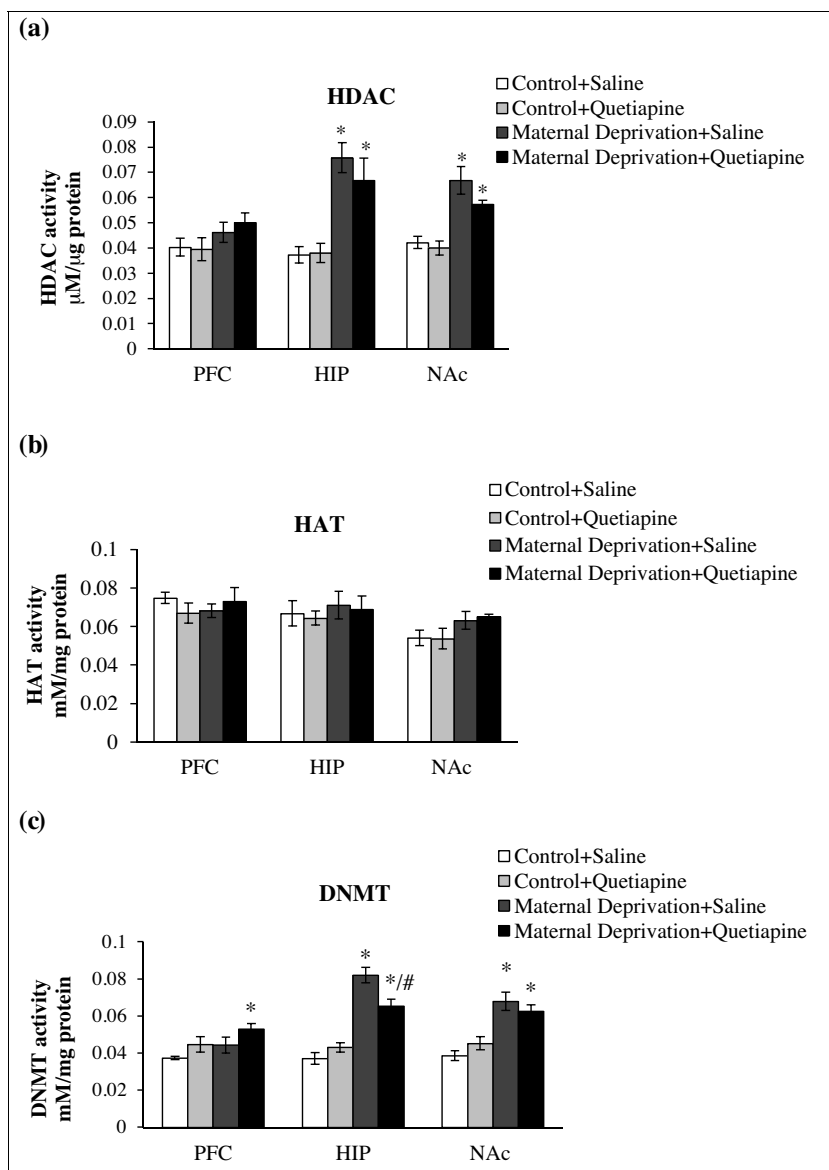 (a)
HDAC
Control+Saline
Control+Quetiapine
Maternal Deprivation+Saline
Maternal Deprivation+Quetiapine
HDAC activity
µM/µg protein
0.09
0.08
0.07
0.06
0.05
0.04
0.03
0.02
0.01
0
* * * *
PFC HIP NAc
(b)
HAT
Control+Saline
Control+Quetiapine
Maternal Deprivation+Saline
Maternal Deprivation+Quetiapine
HAT activity
mM/mg protein
0.1
0.08
0.06
0.04
0.02
0
PFC HIP NAc
(c)
DNMT
Control+Saline
Control+Quetiapine
Maternal Deprivation+Saline
Maternal Deprivation+Quetiapine
DNMT activity
mM/mg protein
0.1
0.08
0.06
0.04
0.02
0
* * */# * *
PFC HIP NAc